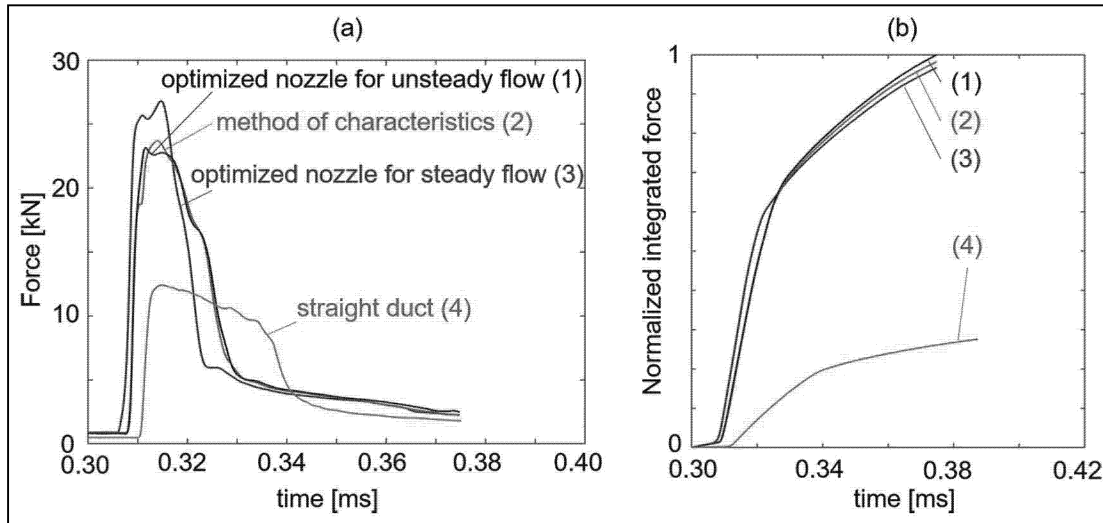 (a)
30
optimized nozzle for unsteady flow (1)
method of characteristics (2)
optimized nozzle for steady flow (3)
straight duct (4)
20
10
0
Force [kN]
0.30
0.32
0.34
0.36
0.38
0.40
time [ms]
(b)
1
(1)
(2)
(3)
(4)
0
Normalized integrated force
0.30
0.34
0.38
0.42
time [ms]